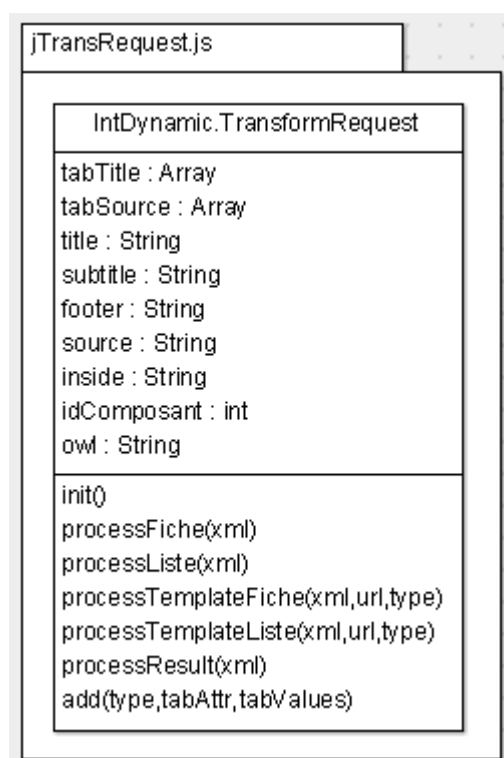 jTransRequest.js
IntDynamic.TransformRequest
tabTitle : Array
tabSource : Array
title : String
subtitle : String
footer : String
source : String
inside : String
idComposant : int
owl : String
init()
processFiche(xml)
processListe(xml)
processTemplateFiche(xml,url,type)
processTemplateListe(xml,url,type)
processResult(xml)
add(type,tabAttr,tabValues)